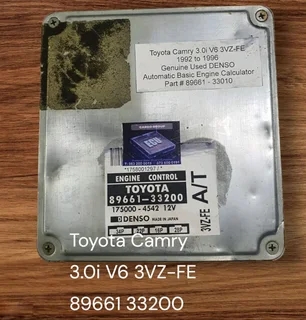 Toyota Camry 3.0i V6 3VZ-FE
1992 to 1996
Genuine Used DENSO
Automatic Basic Engine Calculator
Part # 89661 - 33010
ECU
*175800129T7*
ENGINE CONTROL
TOYOTA
89661-33200
175000-4542 12V
DENSO MADE IN JAPAN
3VZ-FE A/T
Toyota Camry
3.0i V6 3VZ-FE
89661 33200